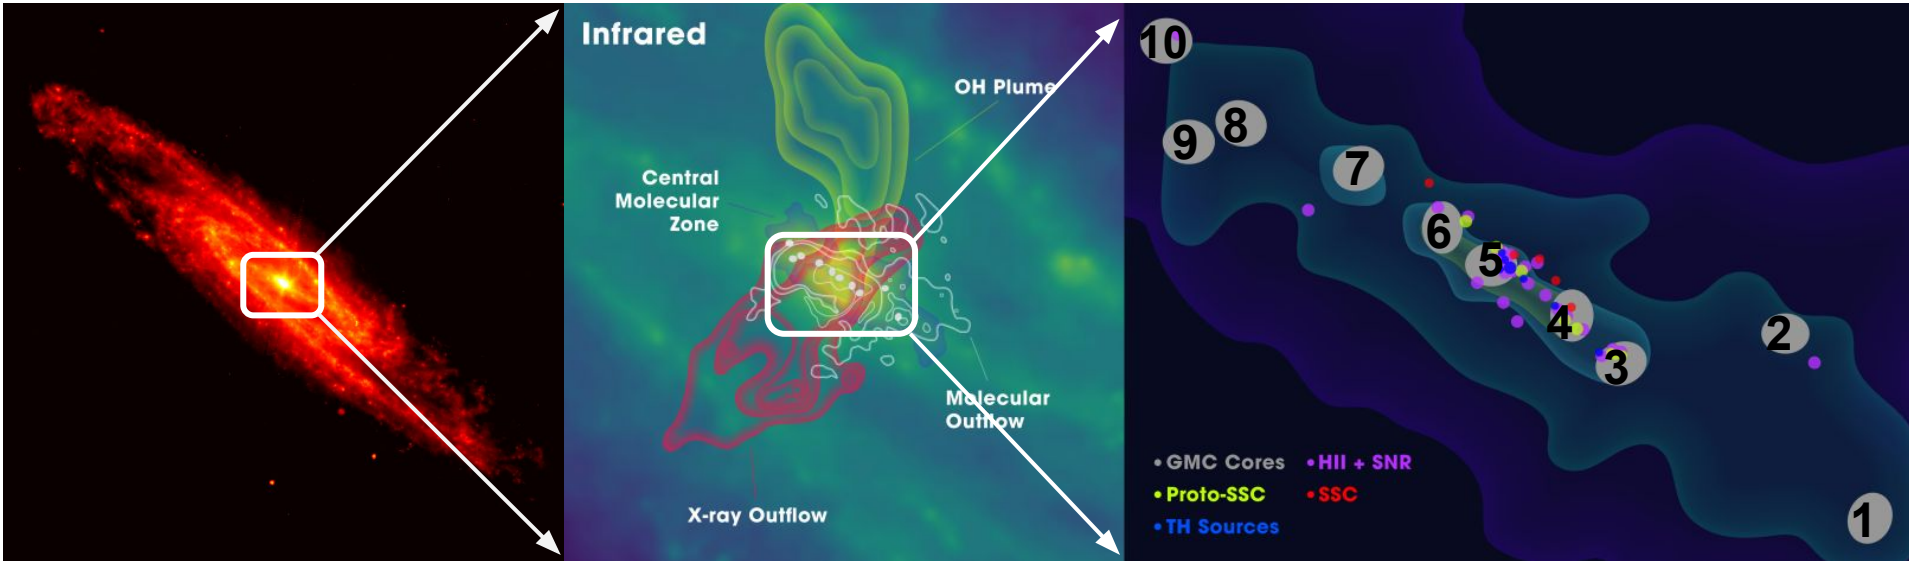 Infrared
OH Plume
Central
Molecular
Zone
Molecular
Outflow
X-ray Outflow
10
9
8
7
6
5
4
3
2
1
• GMC Cores
• HII + SNR
• Proto-SSC
• SSC
• TH Sources